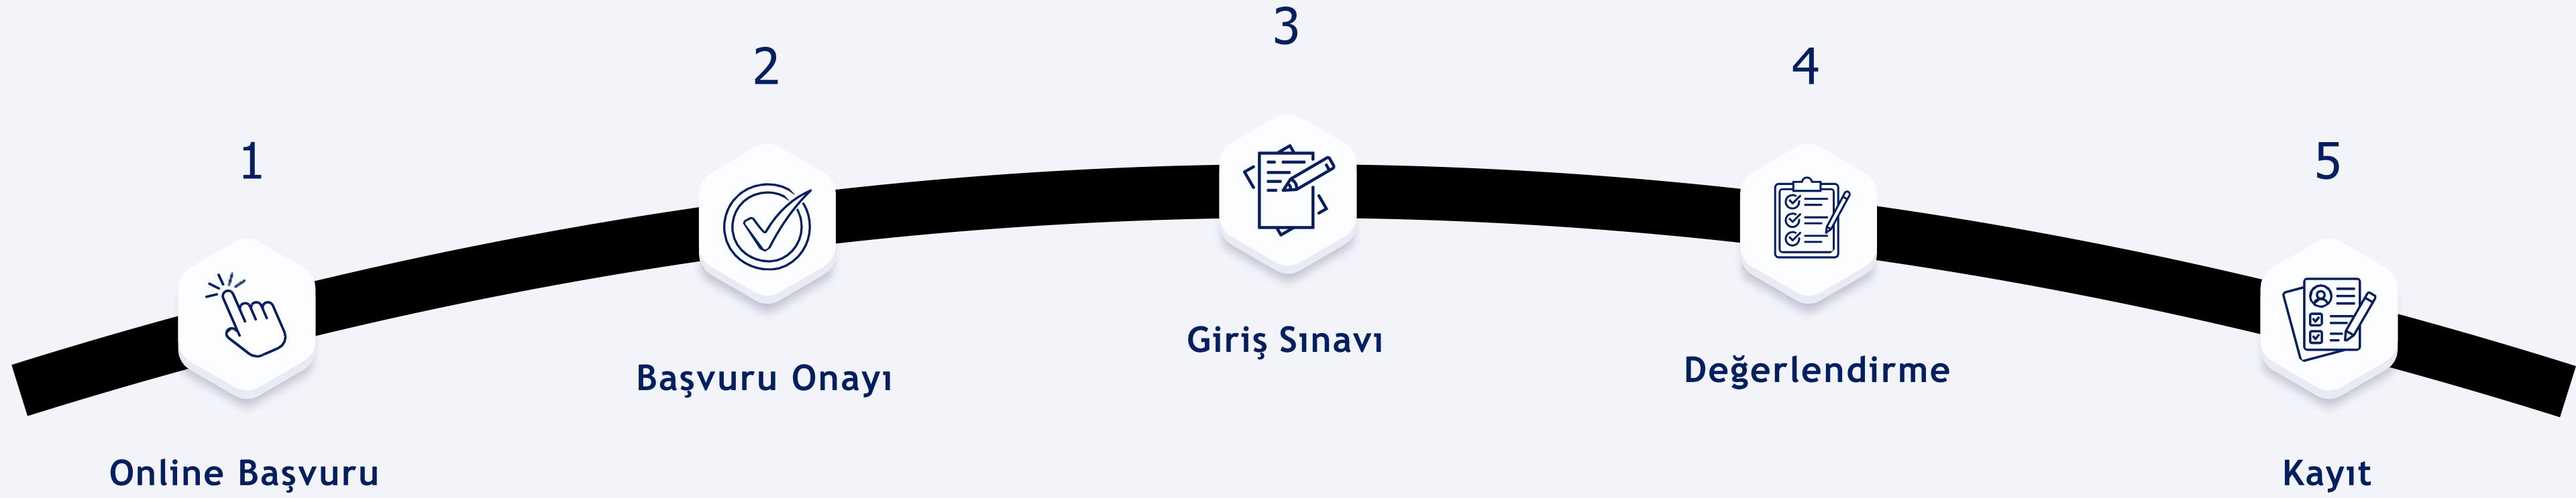 1
Online Başvuru
2
Başvuru Onayı
3
Giriş Sınavı
4
Değerlendirme
5
Kayıt